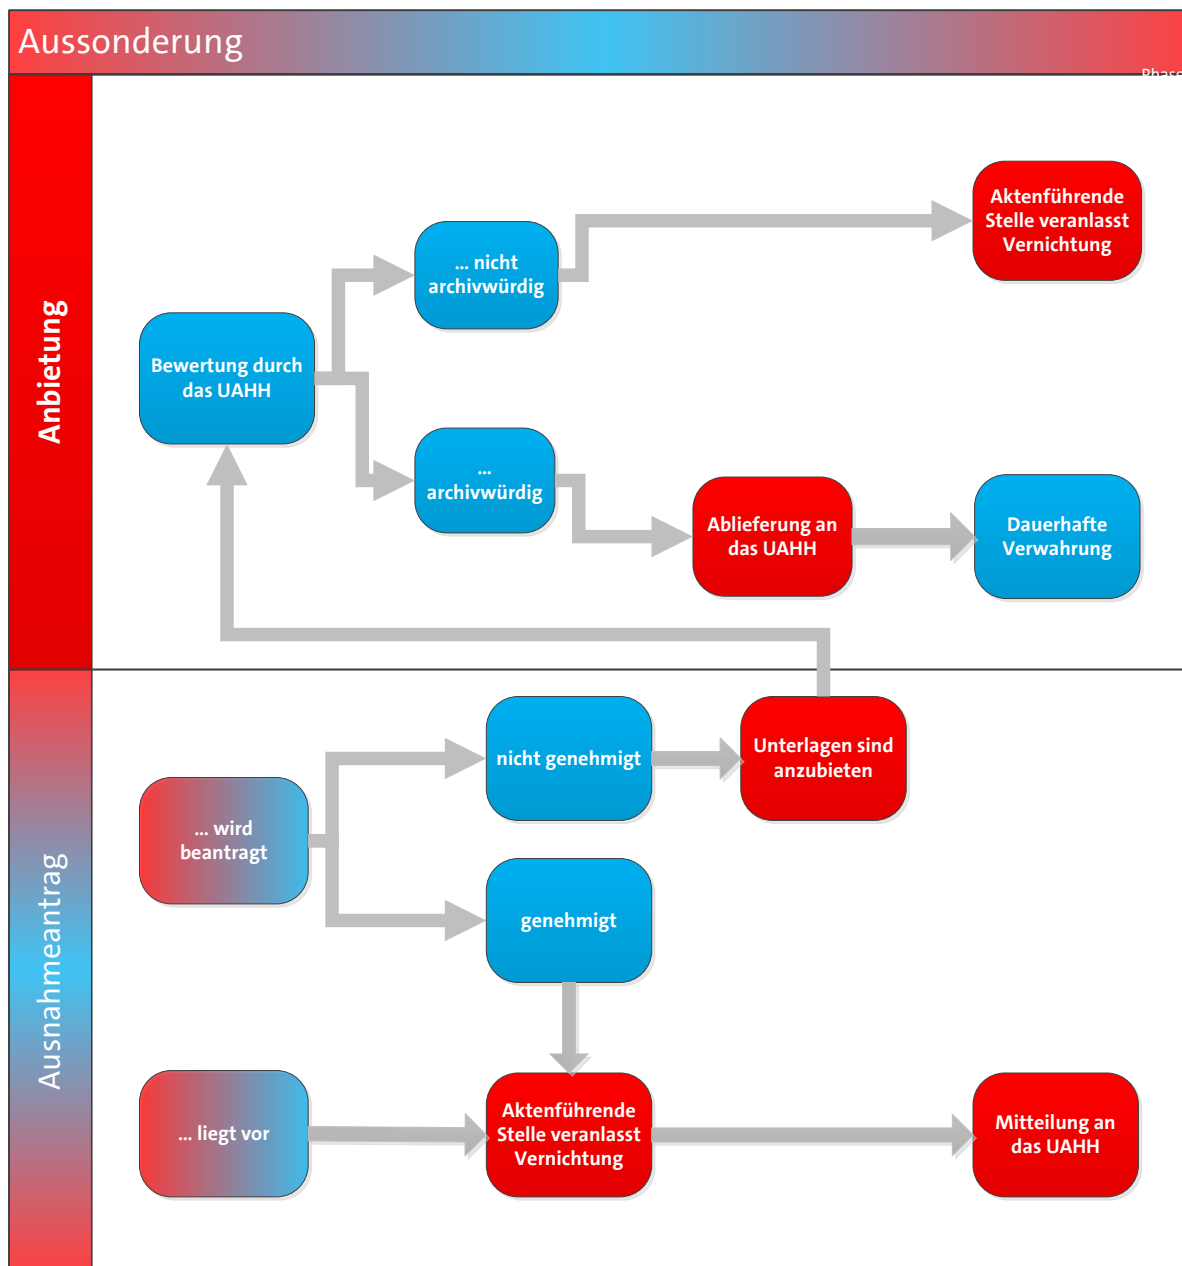 Aussonderung
Phase
Anbietung
Aktenführende
Stelle veranlasst
Vernichtung
... nicht
archivwürdig
Bewertung durch
das UAHH
...
archivwürdig
Ablieferung an
das UAHH
Dauerhafte
Verwahrung
Ausnahmeantrag
nicht genehmigt
Unterlagen sind
anzubieten
... wird
beantragt
genehmigt
... liegt vor
Aktenführende
Stelle veranlasst
Vernichtung
Mitteilung an
das UAHH